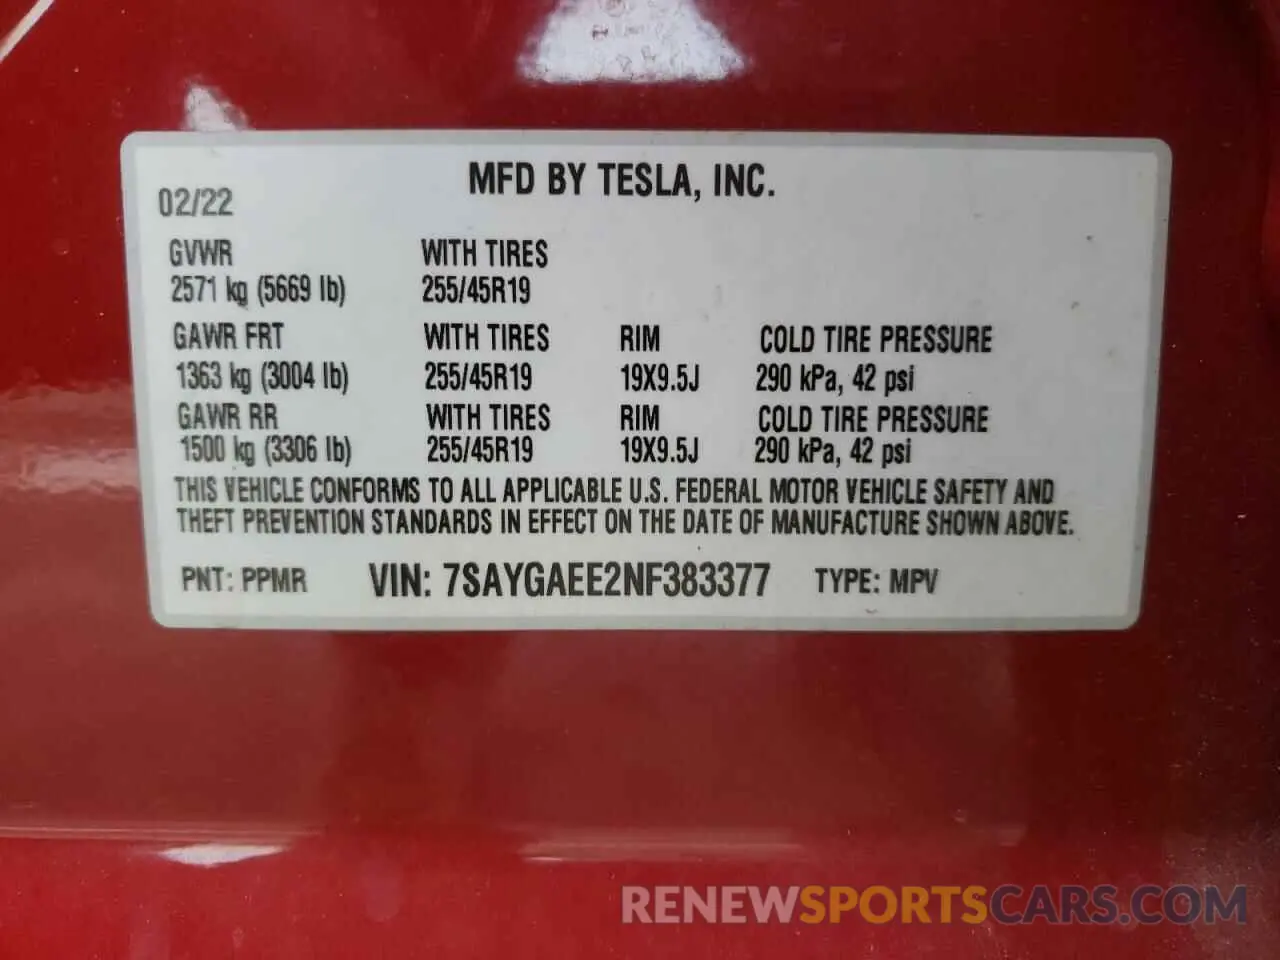 MFD BY TESLA, INC.
02/22
GVWR WITH TIRES
2571 kg (5669 lb) 255/45R19
GAWR FRT WITH TIRES RIM COLD TIRE PRESSURE
1363 kg (3004 lb) 255/45R19 19X9.5J 290 kPa, 42 psi
GAWR RR WITH TIRES RIM COLD TIRE PRESSURE
1500 kg (3306 lb) 255/45R19 19X9.5J 290 kPa, 42 psi
THIS VEHICLE CONFORMS TO ALL APPLICABLE U.S. FEDERAL MOTOR VEHICLE SAFETY AND
THEFT PREVENTION STANDARDS IN EFFECT ON THE DATE OF MANUFACTURE SHOWN ABOVE.
PNT: PPMR VIN: 7SAYGAEE2NF383377 TYPE: MPV
RENEWSPORTSCARS.COM